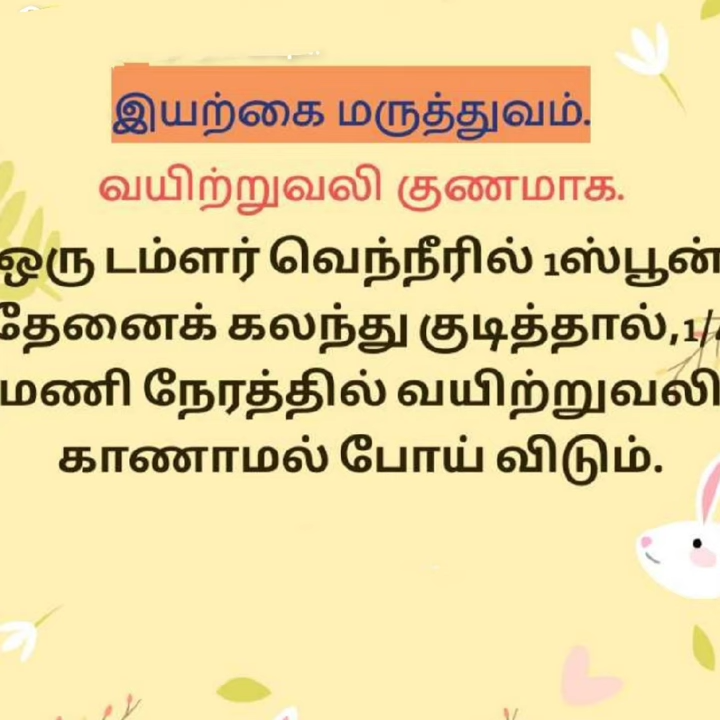 இயற்கை மருத்துவம்.
வயிற்றுவலி குணமாக.
ஒரு டம்ளர் வெந்நீரில் 1ஸ்பூன்
தேனைக் கலந்து குடித்தால்,
மணி நேரத்தில் வயிற்றுவலி
காணாமல் போய் விடும்.